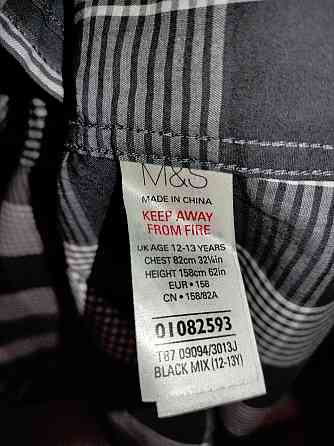 M&S
MADE IN CHINA
KEEP AWAY
FROM FIRE
UK AGE 12-13 YEARS
CHEST 82cm 32¼in
HEIGHT 158cm 62in
EUR • 158
CN • 158/82A
01082593
T87 09094/3013J
BLACK MIX (12-13Y)